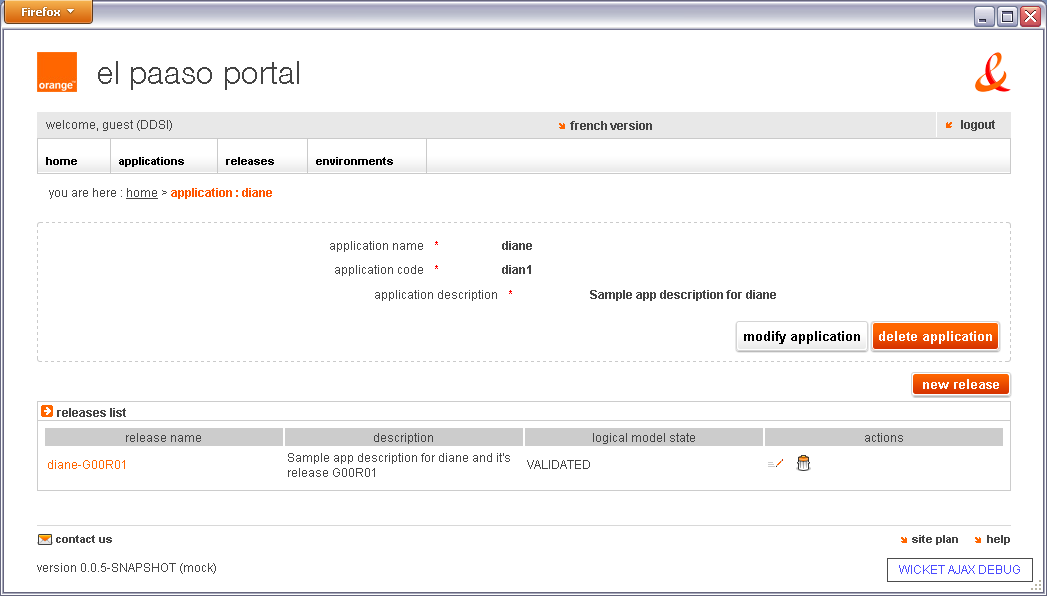 Firefox
orange™
el paaso portal
welcome, guest (DDSI)
french version
logout
home
applications
releases
environments
you are here : home > application : diane
application name * diane
application code * dian1
application description * Sample app description for diane
modify application
delete application
new release
releases list
release name
description
logical model state
actions
diane-G00R01
Sample app description for diane and it's
release G00R01
VALIDATED
contact us
site plan
help
version 0.0.5-SNAPSHOT (mock)
WICKET AJAX DEBUG